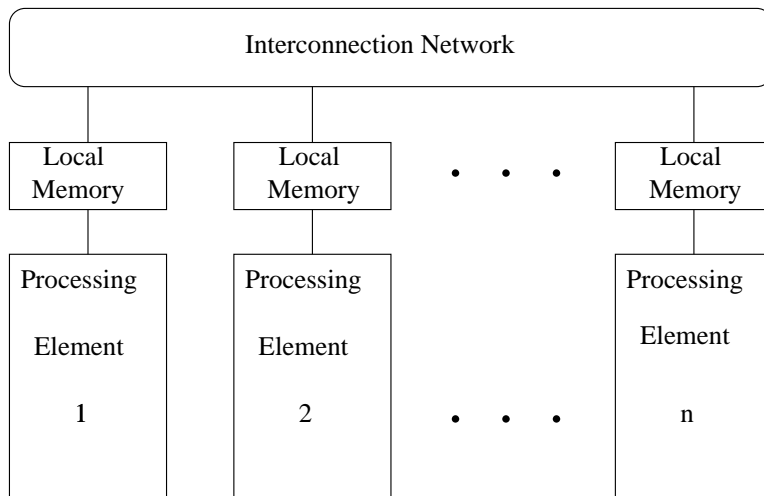 Interconnection Network
Local
Memory
Local
Memory
Local
Memory
Processing
Element
1
Processing
Element
2
Processing
Element
n